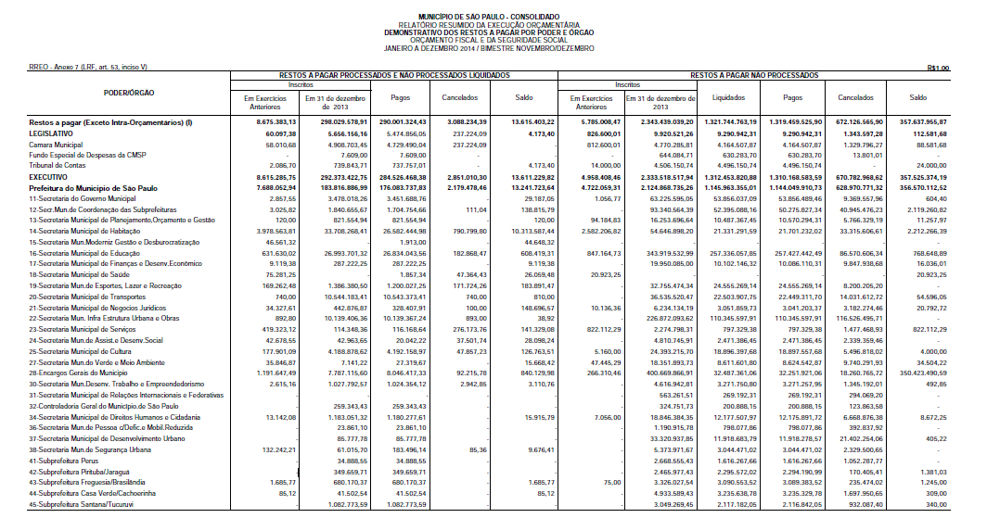 MUNICÍPIO DE SÃO PAULO - CONSOLIDADO
RELATÓRIO RESUMIDO DA EXECUÇÃO ORÇAMENTÁRIA
DEMONSTRATIVO DOS RESTOS A PAGAR POR PODER E ÓRGÃO
ORÇAMENTO FISCAL E DA SEGURIDADE SOCIAL
JANEIRO A DEZEMBRO 2014 / BIMESTRE NOVEMBRO/DEZEMBRO
RREO - Anexo 7 (LRF, art. 53, inciso V) R$1,00
PODER/ÓRGÃO RESTOS A PAGAR PROCESSADOS E NÃO PROCESSADOS LIQUIDADOS RESTOS A PAGAR NÃO PROCESSADOS
Inscritos Pagos Cancelados Saldo Inscritos Liquidados Pagos Cancelados Saldo
Em Exercícios Em 31 de dezembro Em Exercícios Em 31 de dezembro de
Anteriores de 2013 Anteriores 2013
Restos a pagar (Exceto Intra-Orçamentários) (I) 8.675.383,13 298.029.578,91 290.001.324,43 3.088.234,39 13.615.403,22 5.785.008,47 2.343.439.039,20 1.321.744.763,19 1.319.459.525,90 672.126.565,90 357.637.955,87
LEGISLATIVO 60.097,38 5.656.156,16 5.474.856,05 237.224,09 4.173,40 826.600,01 9.920.521,26 9.290.942,31 9.290.942,31 1.343.597,28 112.581,68
Camara Municipal 58.010,68 4.908.703,45 4.729.490,04 237.224,09 - 812.600,01 4.770.285,81 4.164.507,87 4.164.507,87 1.329.796,27 88.581,68
Fundo Especial de Despesas da CMSP - 7.609,00 7.609,00 - - - 644.084,71 630.283,70 630.283,70 13.801,01 -
Tribunal de Contas 2.086,70 739.843,71 737.757,01 - 4.173,40 14.000,00 4.506.150,74 4.496.150,74 4.496.150,74 - 24.000,00
EXECUTIVO 8.615.285,75 292.373.422,75 284.526.468,38 2.851.010,30 13.611.229,82 4.958.408,46 2.333.518.517,94 1.312.453.820,88 1.310.168.583,59 670.782.968,62 357.525.374,19
Prefeitura do Municipio de São Paulo 7.688.052,94 183.816.886,99 176.083.737,83 2.179.478,46 13.241.723,64 4.722.059,31 2.124.868.735,26 1.145.963.355,01 1.144.049.910,73 628.970.771,32 356.570.112,52
11-Secretaria do Governo Municipal 2.857,55 3.478.018,26 3.451.688,76 - 29.187,05 1.056,77 63.225.595,05 53.856.037,09 53.856.489,46 9.369.557,96 604,40
12-Secr.Mun.de Coordenação das Subprefeituras 3.025,82 1.840.655,67 1.704.754,66 111,04 138.815,79 - 93.340.564,39 52.395.088,16 50.275.827,34 40.945.476,23 2.119.260,82
13-Secretaria Municipal de Planejamento,Orçamento e Gestão 120,00 821.554,94 821.554,94 - 120,00 94.184,83 16.253.696,64 10.487.367,45 10.570.294,31 5.766.329,19 11.257,97
14-Secretaria Municipal de Habitação 3.978.563,81 33.708.268,41 26.582.444,98 790.799,80 10.313.587,44 2.582.206,82 54.646.898,20 21.331.291,59 21.701.232,02 33.315.606,61 2.212.266,39
15-Secretaria Mun.Moderniz Gestão e Desburocratização 46.561,32 - 1.913,00 - 44.648,32 - - - - - -
16-Secretaria Municipal de Educação 631.630,02 26.993.701,32 26.834.043,56 182.868,47 608.419,31 847.164,73 343.919.532,99 257.336.057,85 257.427.442,49 86.570.606,34 768.648,89
17-Secretaria Municipal de Finanças e Desenv.Econômico 9.119,38 287.222,25 287.222,25 - 9.119,38 - 19.950.085,00 10.102.146,32 10.086.110,31 9.847.938,68 16.036,01
18-Secretaria Municipal de Saúde 75.281,25 - 1.857,34 47.364,43 26.059,48 20.923,25 - - - - 20.923,25
19-Secretaria Mun.de Esportes, Lazer e Recreação 169.262,48 1.386.380,50 1.200.027,25 171.724,26 183.891,47 - 32.755.474,34 24.555.269,14 24.555.269,14 8.200.205,20 -
20-Secretaria Municipal de Transportes 740,00 10.544.183,41 10.543.373,41 740,00 810,00 - 36.535.520,47 22.503.907,75 22.449.311,70 14.031.612,72 54.596,05
21-Secretaria Municipal de Negocios Juridicos 34.327,61 442.876,87 328.407,91 100,00 148.696,57 10.136,36 6.234.134,19 3.051.859,73 3.041.203,37 3.182.274,46 20.792,72
22-Secretaria Mun. Infra Estrutura Urbana e Obras 892,80 10.139.406,16 10.139.367,24 893,00 38,92 - 226.872.093,62 110.345.597,91 110.345.597,91 116.526.495,71 -
23-Secretaria Municipal de Serviços 419.323,12 114.348,36 116.168,64 276.173,76 141.329,08 822.112,29 2.274.798,31 797.329,38 797.329,38 1.477.468,93 822.112,29
24-Secretaria Mun.de Assist.e Desenv.Social 42.678,55 42.963,65 20.042,22 37.501,74 28.098,24 - 4.810.745,91 2.471.386,45 2.471.386,45 2.339.359,46 -
25-Secretaria Municipal de Cultura 177.901,09 4.188.878,62 4.192.158,97 47.857,23 126.763,51 5.160,00 24.393.215,70 18.896.397,68 18.897.557,68 5.496.818,02 4.000,00
27-Secretaria Mun.do Verde e Meio Ambiente 35.846,87 7.141,22 27.319,67 - 15.668,42 47.445,29 18.351.893,73 8.611.601,80 8.624.542,87 9.740.291,93 34.504,22
28-Encargos Gerais do Municipio 1.191.647,49 7.787.115,60 8.046.417,33 92.215,78 840.129,98 266.310,46 400.669.866,91 32.487.361,06 32.251.921,06 18.260.765,72 350.423.490,59
30-Secretaria Mun.Desenv. Trabalho e Empreendedorismo 2.615,16 1.027.792,57 1.024.354,12 2.942,85 3.110,76 - 4.616.942,81 3.271.750,80 3.271.257,95 1.345.192,01 492,85
31-Secretaria Municipal de Relações Internacionais e Federativas - - - - - - 563.261,51 269.192,31 269.192,31 294.069,20 -
32-Controladoria Geral do Município.de São Paulo - 259.343,43 259.343,43 - - - 324.751,73 200.888,15 200.888,15 123.863,58 -
34-Secretaria Municipal de Direitos Humanos e Cidadania 13.142,08 1.183.051,32 1.180.277,61 - 15.915,79 7.056,00 18.846.384,35 12.177.507,97 12.175.891,72 6.668.876,38 8.672,25
36-Secretaria Mun.de Pessoa c/Defic.e Mobil.Reduzida - 23.861,10 23.861,10 - - - 1.190.915,78 798.077,86 798.077,86 392.837,92 -
37-Secretaria Municipal de Desenvolvimento Urbano - 85.777,78 85.777,78 - - - 33.320.937,85 11.918.683,79 11.918.278,57 21.402.254,06 405,22
38-Secretaria Mun.de Segurança Urbana 132.242,21 61.015,70 183.496,14 85,36 9.676,41 - 5.373.971,67 3.044.471,02 3.044.471,02 2.329.500,65 -
41-Subprefeitura Perus - 34.888,55 34.888,55 - - - 2.668.555,43 1.616.267,66 1.616.267,66 1.052.287,77 -
42-Subprefeitura Pirituba/Jaraguá - 349.659,71 349.659,71 - - - 2.465.977,43 2.295.572,02 2.294.190,99 170.405,41 1.381,03
43-Subprefeitura Freguesia/Brasilândia 1.685,77 680.170,37 680.170,37 - 1.685,77 75,00 3.326.027,54 3.090.553,52 3.089.383,52 235.474,02 1.245,00
44-Subprefeitura Casa Verde/Cachoeirinha 85,12 41.502,54 41.502,54 - 85,12 - 4.933.589,43 3.235.638,78 3.235.329,78 1.697.950,65 309,00
45-Subprefeitura Santana/Tucuruvi - 1.082.773,59 1.082.773,59 - - - 3.049.269,45 2.117.182,05 2.116.842,05 932.087,40 340,00